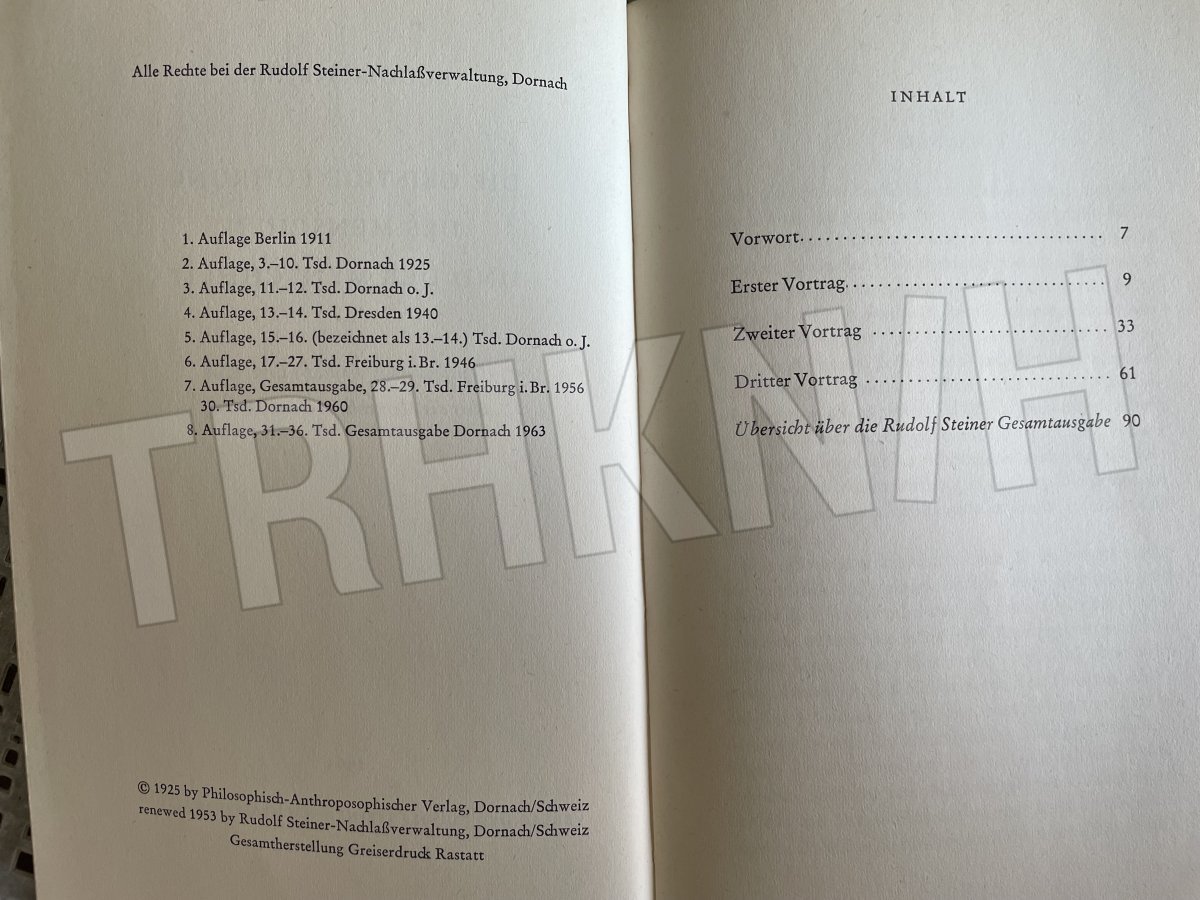 Alle Rechte bei der Rudolf Steiner-Nachlaßverwaltung, Dornach
1. Auflage Berlin 1911
2. Auflage, 3.–10. Tsd. Dornach 1925
3. Auflage, 11.–12. Tsd. Dornach o. J.
4. Auflage, 13.–14. Tsd. Dresden 1940
5. Auflage, 15.–16. (bezeichnet als 13.–14.) Tsd. Dornach o. J.
6. Auflage, 17.–27. Tsd. Freiburg i. Br. 1946
7. Auflage, Gesamtausgabe, 28.–29. Tsd. Freiburg i. Br. 1956
30. Tsd. Dornach 1960
8. Auflage, 31.–36. Tsd. Gesamtausgabe Dornach 1963
© 1925 by Philosophisch-Anthroposophischer Verlag, Dornach/Schweiz
renewed 1953 by Rudolf Steiner-Nachlaßverwaltung, Dornach/Schweiz
Gesamtherstellung Greiserdruck Rastatt
INHALT
Vorwort 7
Erster Vortrag 9
Zweiter Vortrag 33
Dritter Vortrag 61
Übersicht über die Rudolf Steiner Gesamtausgabe 90
TRHKN/H